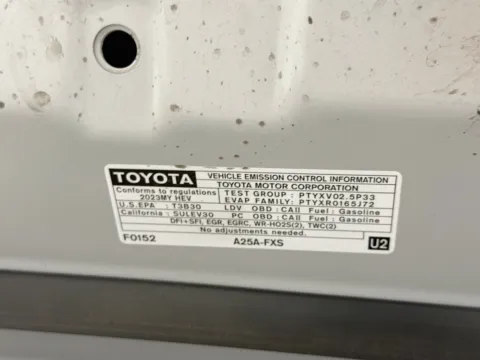 TOYOTA VEHICLE EMISSION CONTROL INFORMATION
TOYOTA MOTOR CORPORATION
Conforms to regulations TEST GROUP : PTYXV02.5P33
2023MY HEV EVAP FAMILY: PTYXR0165J72
U.S.EPA : T3B30 LDV OBD : CAⅡ Fuel : Gasoline
California : SULEV30 PC OBD : CAⅡ Fuel : Gasoline
DFI+SFI, EGR, EGRC, WR-HO2S(2), TWC(2)
No adjustments needed.
F0152 A25A-FXS U2